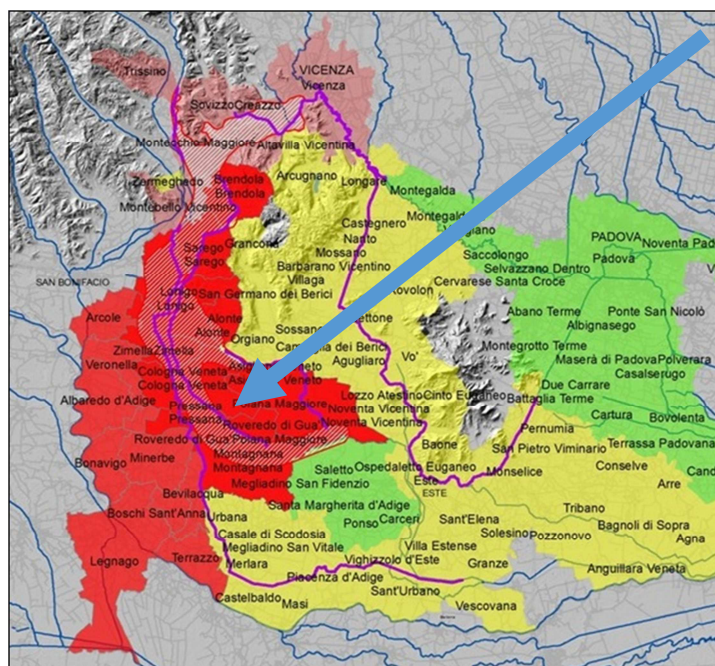 Trissino
VICENZA
Vicenza
Sovizzo Creazzo
Montecchio Maggiore
Altavilla Vicentina
Zermeghedo
Brendola
Brendola
Arcugnano
Longare
Montegalda
Montebello Vicentino
Castegnero
Montegalde
Nanto
PADOVA
Noventa Pad
Sarego
Grancona
Mossano
Saccolongo
Padova
Sarego
Barbarano Vicentino
Selvazzano Dentro
SAN BONIFACIO
Villaga
Cervarese Santa Croce
Lonigo
San Germano dei Berici
Rovolon
Abano Terme
Ponte San Nicolò
Lonigo
Arcole
Alonte
Albignasego
Alonte
Sossano
Orgiano
Montegrotto Terme
Zimella
Zimella
Agugliaro
Vo'
Maserà di Padova
Polverara
Veronella
Casalserugo
Cologna Veneta
Cologna Veneta
Veneto
Due Carrare
Albaredo d'Adige
Lozzo Atestino
Cinto Euganeo
Battaglia Terme
Pressana
Poiana Maggiore
Noventa Vicentina
Cartura
Bovolenta
Pressana
Roveredo di Gua'
Noventa Vicentina
Pernumia
Roveredo di Gua'
Poiana Maggiore
Baone
San Pietro Viminario
Terrassa Padovana
Minerbe
Montagnana
Bonavigo
Montagnana
Saletto
Ospedaletto Euganeo
Monselice
Conselve
Cand
Megliadino San Fidenzio
Este
Arre
Bevilacqua
ESTE
Santa Margherita d'Adige
Tribano
Boschi Sant'Anna
Urbana
Ponso
Carceri
Sant'Elena
Bagnoli di Sopra
Casale di Scodosia
Solesino
Pozzonovo
Agna
Megliadino San Vitale
Villa Estense
Legnago
Terrazzo
Merlara
Vighizzolo d'Este
Granze
Anguillara Veneta
Piacenza d'Adige
Castelbaldo
Masi
Sant'Urbano
Vescovana